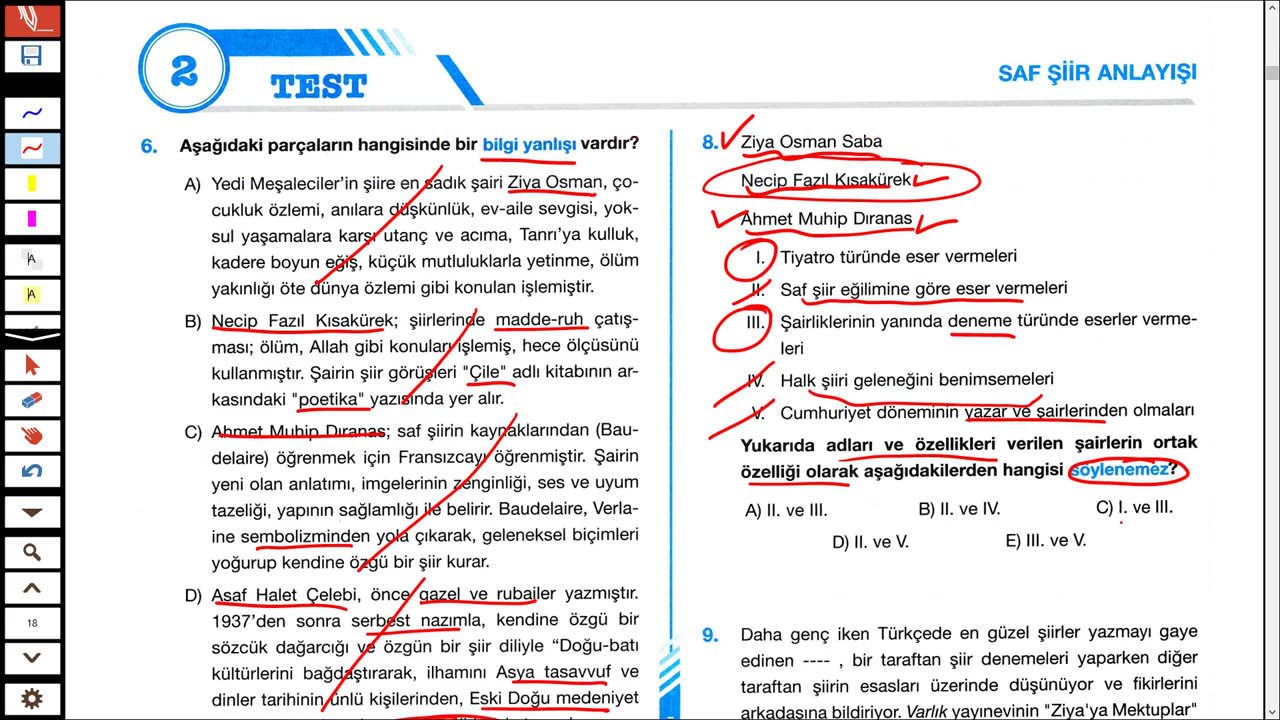 2
TEST
SAF ŞİİR ANLAYIŞI
6. Aşağıdaki parçaların hangisinde bir bilgi yanlışı vardır?
A) Yedi Meşaleciler'in şiire en sadık şairi Ziya Osman, ço-
cukluk özlemi, anılara düşkünlük, ev-aile sevgisi, yok-
sul yaşamalara karşı utanç ve acıma, Tanrı'ya kulluk,
kadere boyun eğiş, küçük mutluluklarla yetinme, ölüm
yakınlığı öte dünya özlemi gibi konulan işlemiştir.
B) Necip Fazıl Kısakürek; şiirlerinde madde-ruh çatış-
ması; ölüm, Allah gibi konuları işlemiş, hece ölçüsünü
kullanmıştır. Şairin şiir görüşleri "Çile" adlı kitabının ar-
kasındaki "poetika" yazısında yer alır.
C) Ahmet Muhip Dıranas; saf şiirin kaynaklarından (Bau-
delaire) öğrenmek için Fransızcayı öğrenmiştir. Şairin
yeni olan anlatımı, imgelerinin zenginliği, ses ve uyum
tazeliği, yapının sağlamlığı ile belirir. Baudelaire, Verla-
ine sembolizminden yola çıkarak, geleneksel biçimleri
yoğurup kendine özgü bir şiir kurar.
D) Asaf Halet Çelebi, önce gazel ve rubailer yazmıştır.
1937'den sonra serbest nazımla, kendine özgü bir
sözcük dağarcığı ve özgün bir şiir diliyle “Doğu-batı
kültürlerini bağdaştırarak, ilhamını Asya tasavvuf ve
dinler tarihinin ünlü kişilerinden, Eski Doğu medeniyet
8. Ziya Osman Saba
Necip Fazıl Kısakürek
Ahmet Muhip Dıranas
I. Tiyatro türünde eser vermeleri
II. Saf şiir eğilimine göre eser vermeleri
III. Şairliklerinin yanında deneme türünde eserler verme-
leri
IV. Halk şiiri geleneğini benimsemeleri
V. Cumhuriyet döneminin yazar ve şairlerinden olmaları
Yukarıda adları ve özellikleri verilen şairlerin ortak
özelliği olarak aşağıdakilerden hangisi söylenemez?
A) II. ve III. B) II. ve IV. C) I. ve III.
D) II. ve V. E) III. ve V.
9. Daha genç iken Türkçede en güzel şiirler yazmayı gaye
edinen ---- , bir taraftan şiir denemeleri yaparken diğer
taraftan şiirin esasları üzerinde düşünüyor ve fikirlerini
arkadaşına bildiriyor. Varlık yayınevinin "Ziya'ya Mektuplar"
18